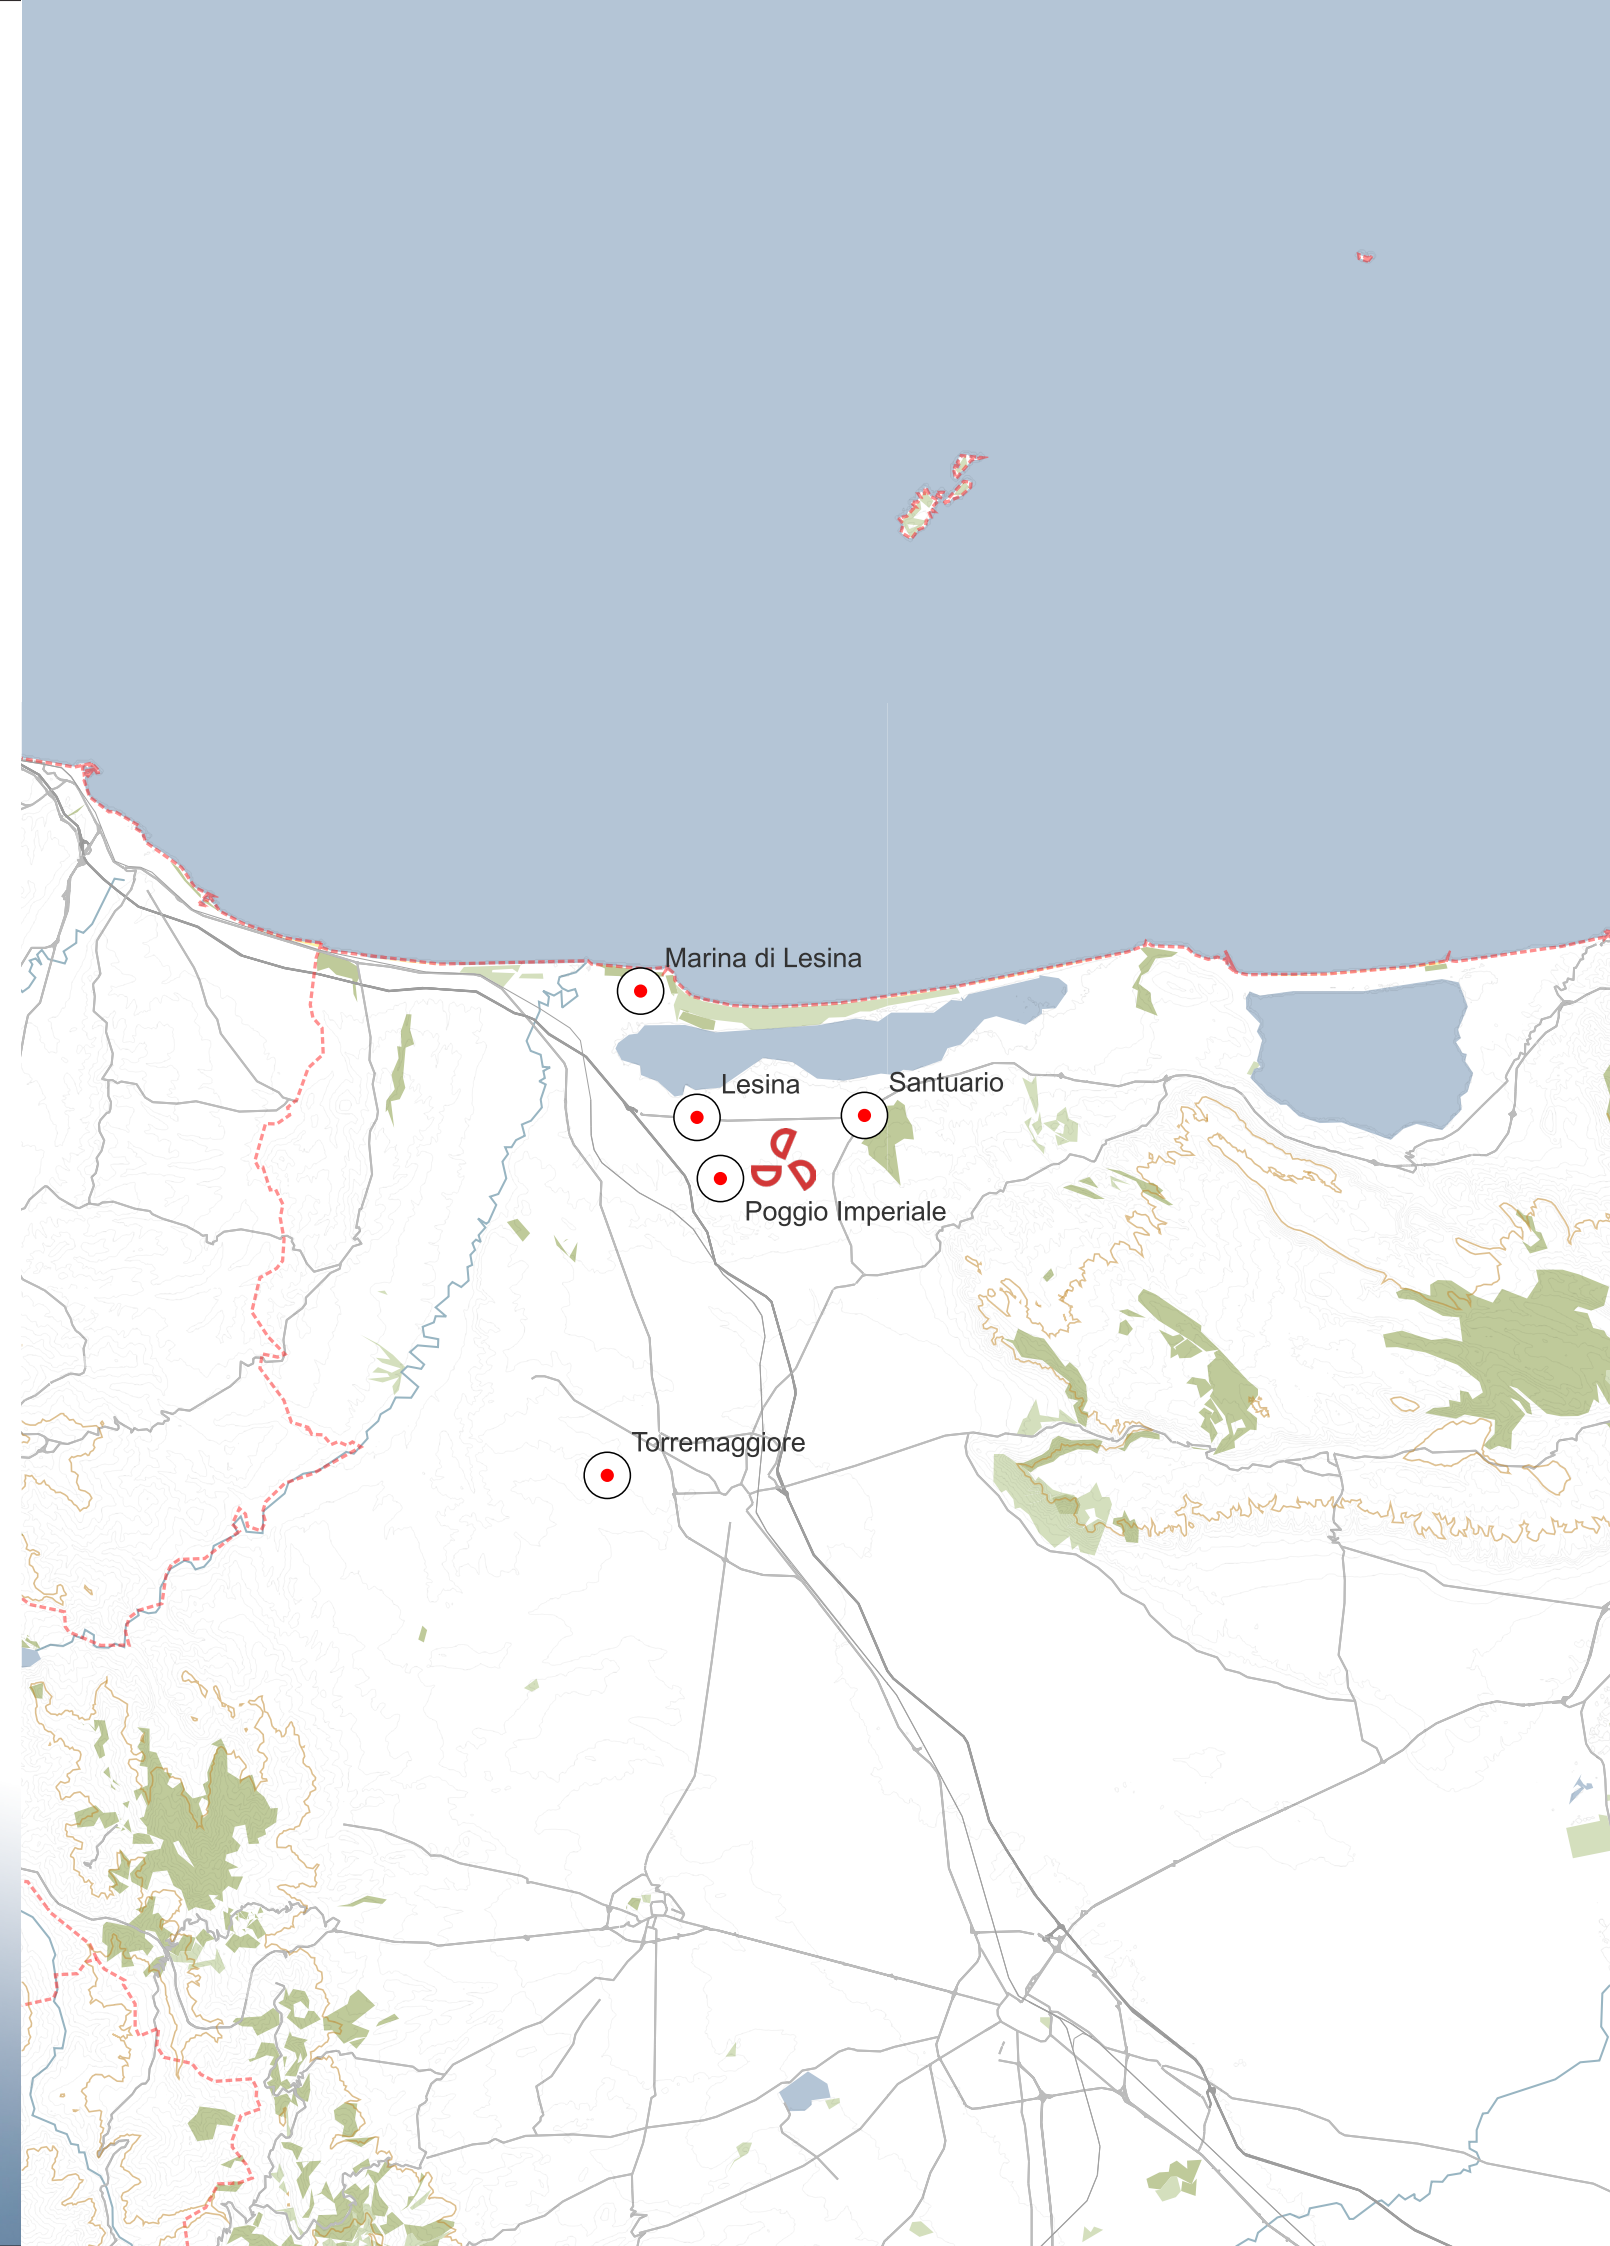 Marina di Lesina
Lesina
Santuario
Poggio Imperiale
Torremaggiore